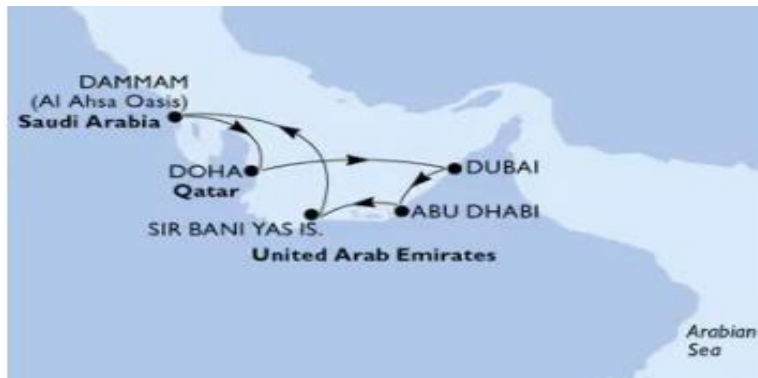 DAMMAM
(Al Ahsa Oasis)
Saudi Arabia
DOHA
Qatar
DUBAI
ABU DHABI
SIR BANI YAS IS.
United Arab Emirates
Arabian
Sea